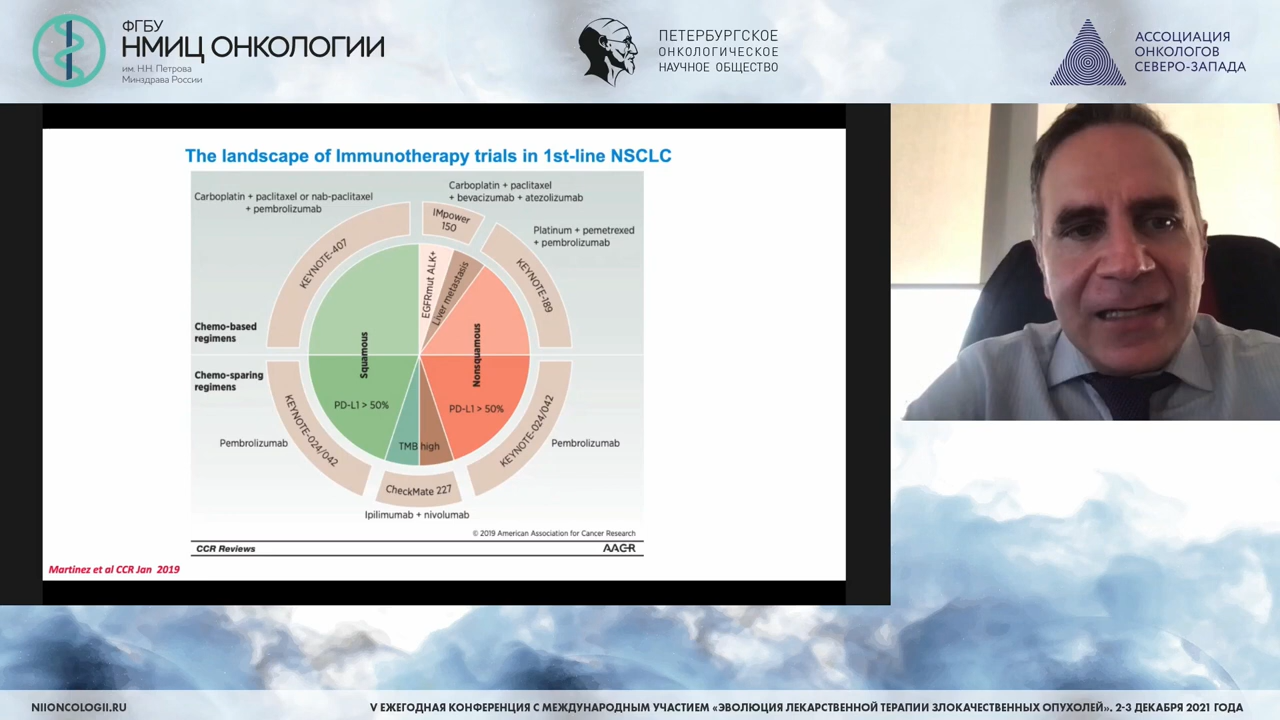 ФГБУ
НМИЦ ОНКОЛОГИИ
им. Н.Н. Петрова
Минздрава России
ПЕТЕРБУРГСКОЕ
ОНКОЛОГИЧЕСКОЕ
НАУЧНОЕ ОБЩЕСТВО
АССОЦИАЦИЯ
ОНКОЛОГОВ
СЕВЕРО-ЗАПАДА
The landscape of Immunotherapy trials in 1st-line NSCLC
Carboplatin + paclitaxel or nab-paclitaxel
+ pembrolizumab
Carboplatin + paclitaxel
+ bevacizumab + atezolizumab
Platinum + pemetrexed
+ pembrolizumab
KEYNOTE-407
IMpower
150
KEYNOTE-189
EGFRmut ALK+
Liver metastasis
Squamous
Nonsquamous
Chemo-based
regimens
Chemo-sparing
regimens
PD-L1 > 50%
PD-L1 > 50%
TMB high
KEYNOTE-024/042
KEYNOTE-024/042
Pembrolizumab
Pembrolizumab
CheckMate 227
Ipilimumab + nivolumab
© 2019 American Association for Cancer Research
CCR Reviews
AACR
Martinez et al CCR Jan 2019
NIIONCOLOGII.RU
V ЕЖЕГОДНАЯ КОНФЕРЕНЦИЯ С МЕЖДУНАРОДНЫМ УЧАСТИЕМ «ЭВОЛЮЦИЯ ЛЕКАРСТВЕННОЙ ТЕРАПИИ ЗЛОКАЧЕСТВЕННЫХ ОПУХОЛЕЙ». 2-3 ДЕКАБРЯ 2021 ГОДА